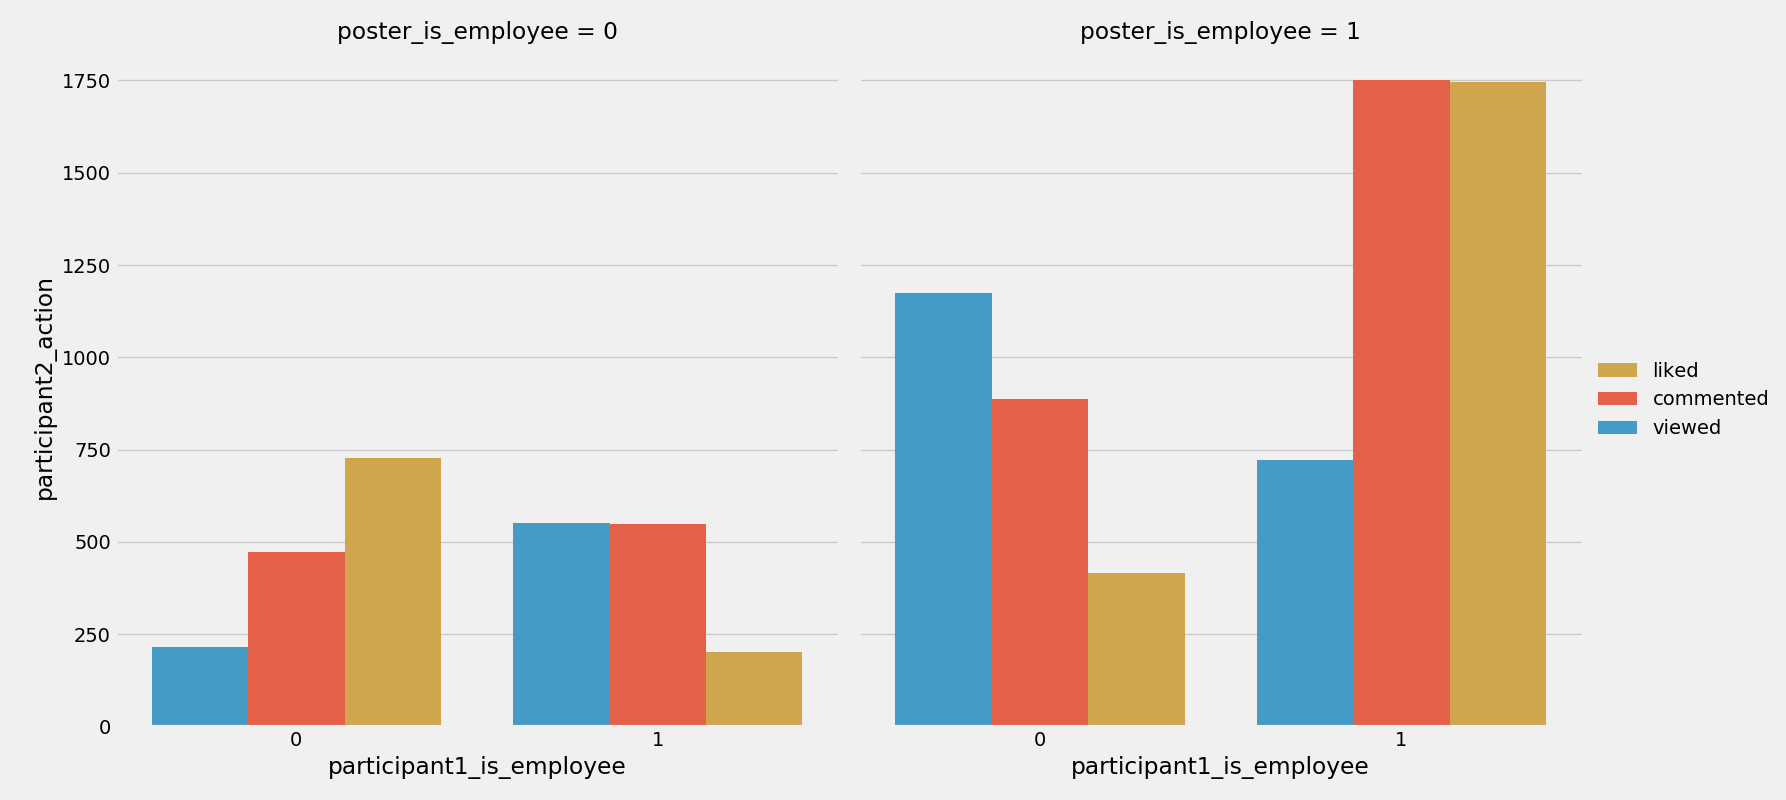 poster_is_employee = 0
poster_is_employee = 1
participant2_action
1750
1500
1250
1000
750
500
250
0
0
1
participant1_is_employee
0
1
participant1_is_employee
liked
commented
viewed